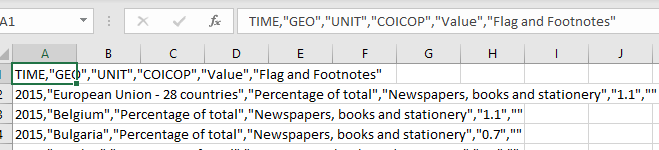 A1 fx TIME,"GEO","UNIT","COICOP","Value","Flag and Footnotes"
A B C D E F G H I J
TIME,"GEO","UNIT","COICOP","Value","Flag and Footnotes"
2 2015,"European Union - 28 countries","Percentage of total","Newspapers, books and stationery","1.1",""
3 2015,"Belgium","Percentage of total","Newspapers, books and stationery","1.1",""
4 2015,"Bulgaria","Percentage of total","Newspapers, books and stationery","0.7",""